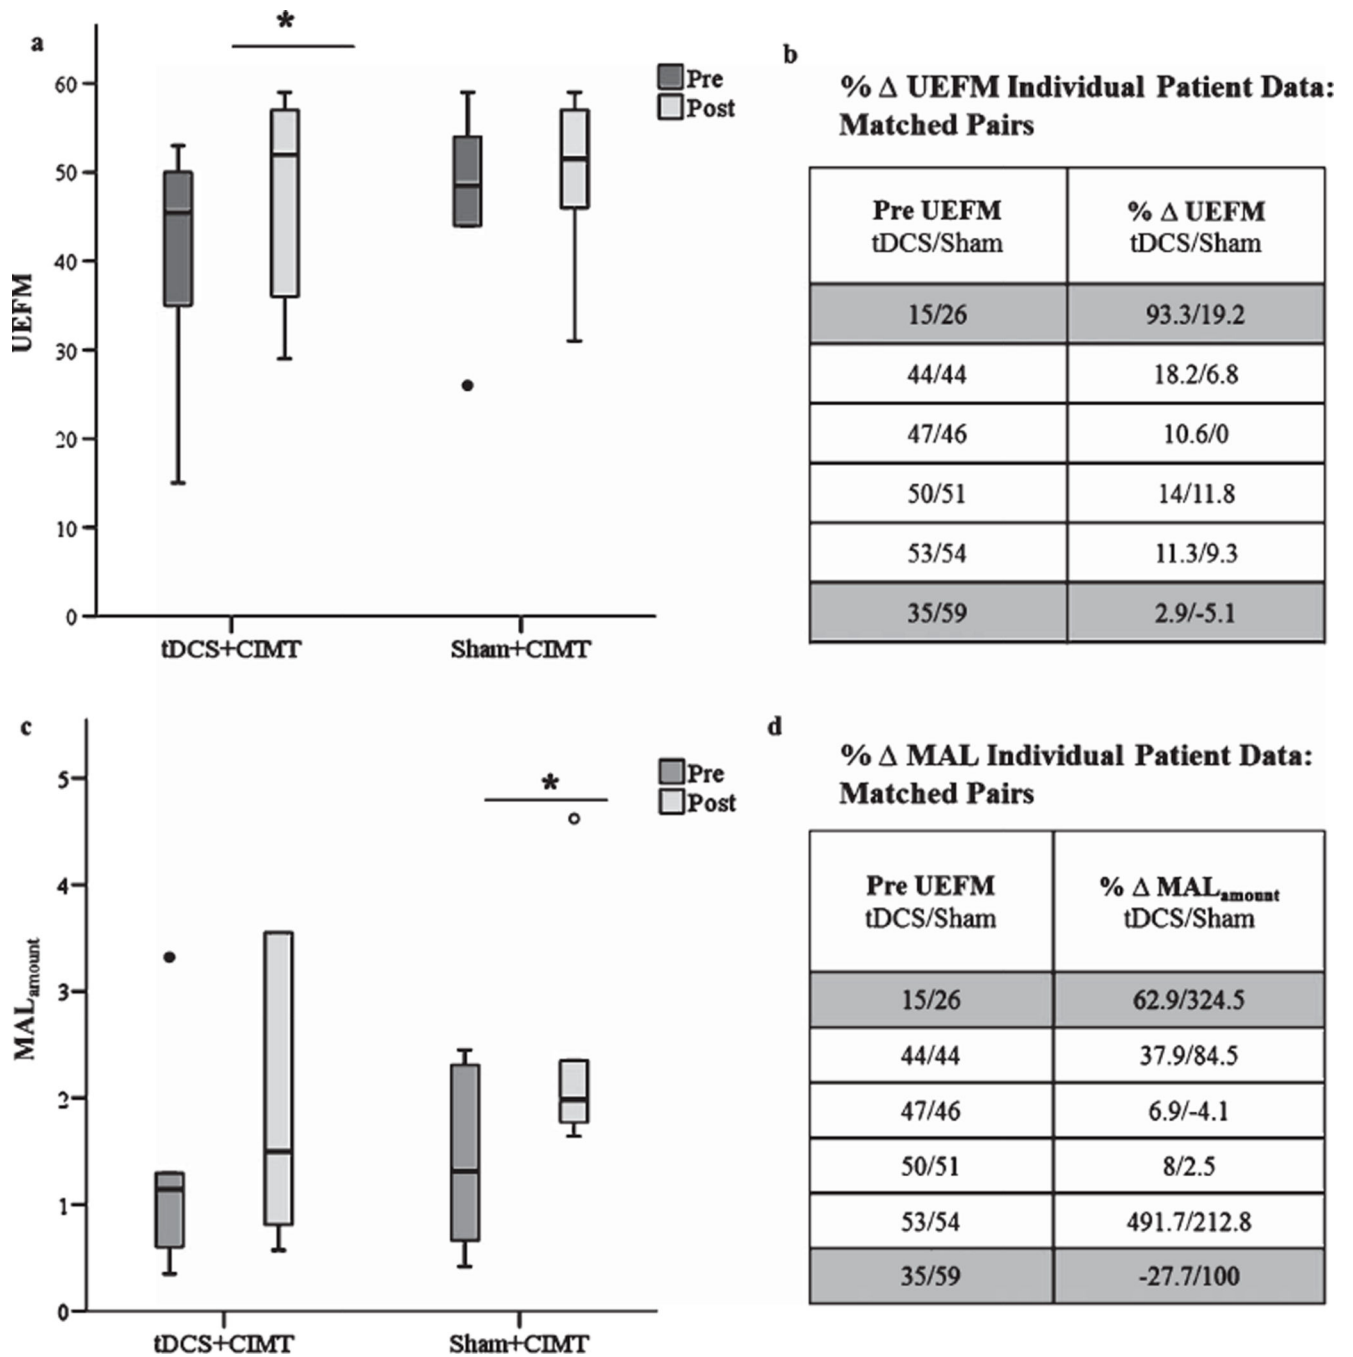 a
*
Pre
Post
60
50
40
30
20
10
0
UEFM
tDCS+CIMT
Sham+CIMT
b
% Δ UEFM Individual Patient Data:
Matched Pairs
Pre UEFM % Δ UEFM
tDCS/Sham tDCS/Sham
15/26 93.3/19.2
44/44 18.2/6.8
47/46 10.6/0
50/51 14/11.8
53/54 11.3/9.3
35/59 2.9/-5.1
c
*
Pre
Post
5
4
3
2
1
0
MALamount
tDCS+CIMT
Sham+CIMT
d
% Δ MAL Individual Patient Data:
Matched Pairs
Pre UEFM % Δ MALamount
tDCS/Sham tDCS/Sham
15/26 62.9/324.5
44/44 37.9/84.5
47/46 6.9/-4.1
50/51 8/2.5
53/54 491.7/212.8
35/59 -27.7/100